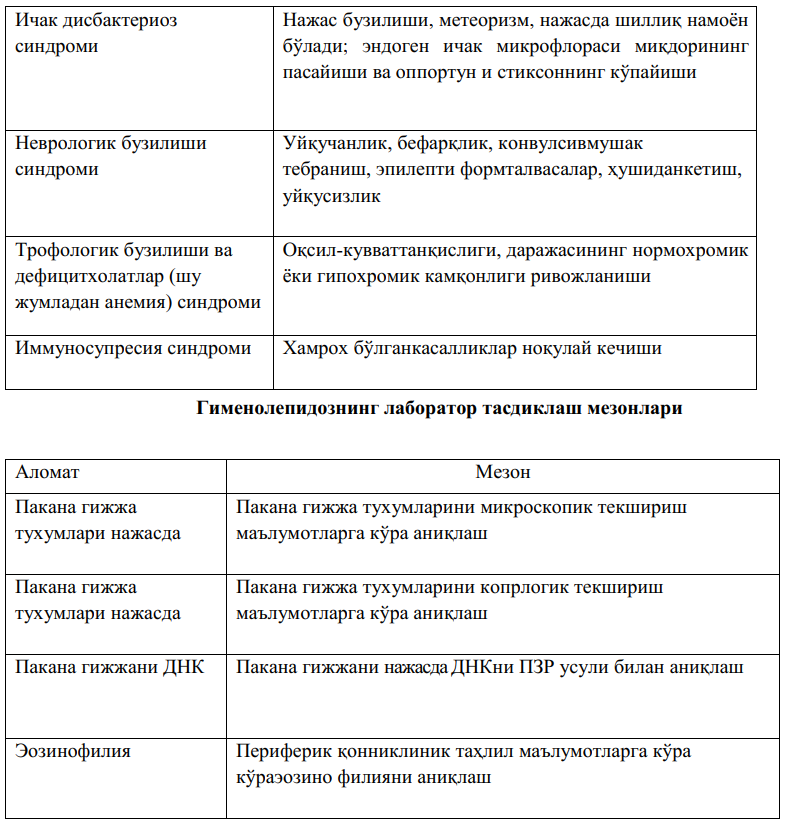 Ичак дисбактериоз
синдроми
Нажас бузилиши, метеоризм, нажасда шиллиқ намоён
бўлади; эндоген ичак микрофлораси миқдорининг
пасайиши ва оппортун и стиксоннинг кўпайиши
Неврологик бузилиши
синдроми
Уйқучанлик, бефарқлик, конвулсивмушак
тебраниш, эпилепти формталвасалар, ҳушиданкетиш,
уйқусизлик
Трофологик бузилиши ва
дефицитхолатлар (шу
жумладан анемия) синдроми
Оқсил-кувваттанқислиги, даражасининг нормохромик
ёки гипохромик камқонлиги ривожланиши
Иммуносупресия синдроми
Хамрох бўлганкасалликлар ноқулай кечиши
Гименолепидознинг лаборатор тасдиклаш мезонлари
Аломат
Мезон
Пакана гижжа
тухумлари нажасда
Пакана гижжа тухумларини микроскопик текшириш
маълумотларга кўра аниқлаш
Пакана гижжа
тухумлари нажасда
Пакана гижжа тухумларини копрлогик текшириш
маълумотларга кўра аниқлаш
Пакана гижжани ДНК
Пакана гижжани нажасда ДНКни ПЗР усули билан аниқлаш
Эозинофилия
Периферик қонниклиник таҳлил маълумотларга кўра
кўраэозино филияни аниқлаш